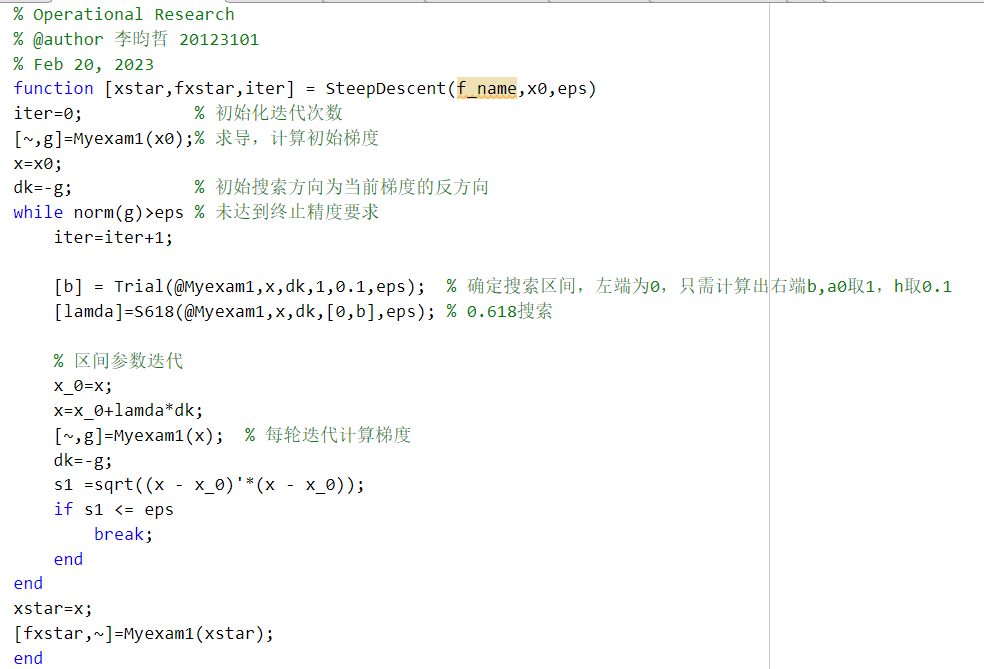 % Operational Research
% @author 李昀哲 20123101
% Feb 20, 2023
function [xstar,fxstar,iter] = SteepDescent(f_name,x0,eps)
iter=0;           % 初始化迭代次数
[~,g]=Myexam1(x0);% 求导，计算初始梯度
x=x0;
dk=-g;            % 初始搜索方向为当前梯度的反方向
while norm(g)>eps % 未达到终止精度要求
    iter=iter+1;
    [b] = Trial(@Myexam1,x,dk,1,0.1,eps);  % 确定搜索区间，左端为0，只需计算出右端b,a0取1，h取0.1
    [lamda]=S618(@Myexam1,x,dk,[0,b],eps); % 0.618搜索
    % 区间参数迭代
    x_0=x;
    x=x_0+lamda*dk;
    [~,g]=Myexam1(x);  % 每轮迭代计算梯度
    dk=-g;
    s1 =sqrt((x - x_0)'*(x - x_0));
    if s1 <= eps
        break;
    end
end
xstar=x;
[fxstar,~]=Myexam1(xstar);
end